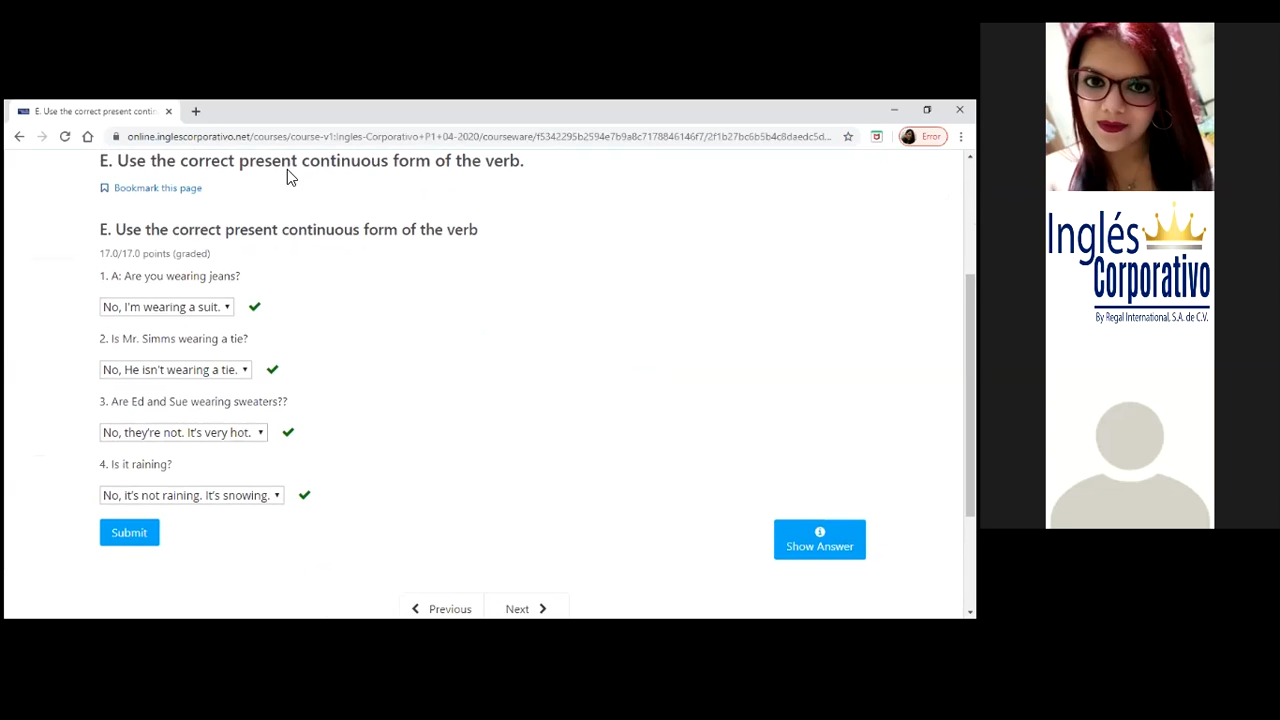 E. Use the correct present contin
online.inglescorporativo.net/courses/course-v1:Ingles-Corporativo+P1+04-2020/courseware/f5342295b2594e7b9a8c7178846146f7/2f1b27bc6b5b4c8daedc5d...
Error
E. Use the correct present continuous form of the verb.
Bookmark this page
E. Use the correct present continuous form of the verb
17.0/17.0 points (graded)
1. A: Are you wearing jeans?
No, I'm wearing a suit.
2. Is Mr. Simms wearing a tie?
No, He isn't wearing a tie.
3. Are Ed and Sue wearing sweaters??
No, they're not. It's very hot.
4. Is it raining?
No, it's not raining. It's snowing.
Submit
Show Answer
Previous
Next
Inglés
Corporativo
By Regal International, S.A. de C.V.